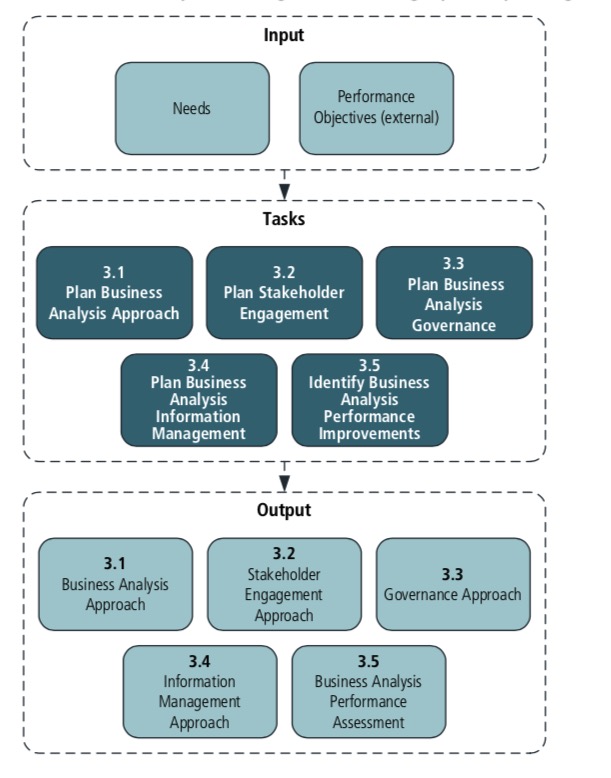 Input
Needs
Performance
Objectives (external)
Tasks
3.1
Plan Business
Analysis Approach
3.2
Plan Stakeholder
Engagement
3.3
Plan Business
Analysis
Governance
3.4
Plan Business
Analysis
Information
Management
3.5
Identify Business
Analysis
Performance
Improvements
Output
3.1
Business Analysis
Approach
3.2
Stakeholder
Engagement
Approach
3.3
Governance Approach
3.4
Information
Management
Approach
3.5
Business Analysis
Performance
Assessment